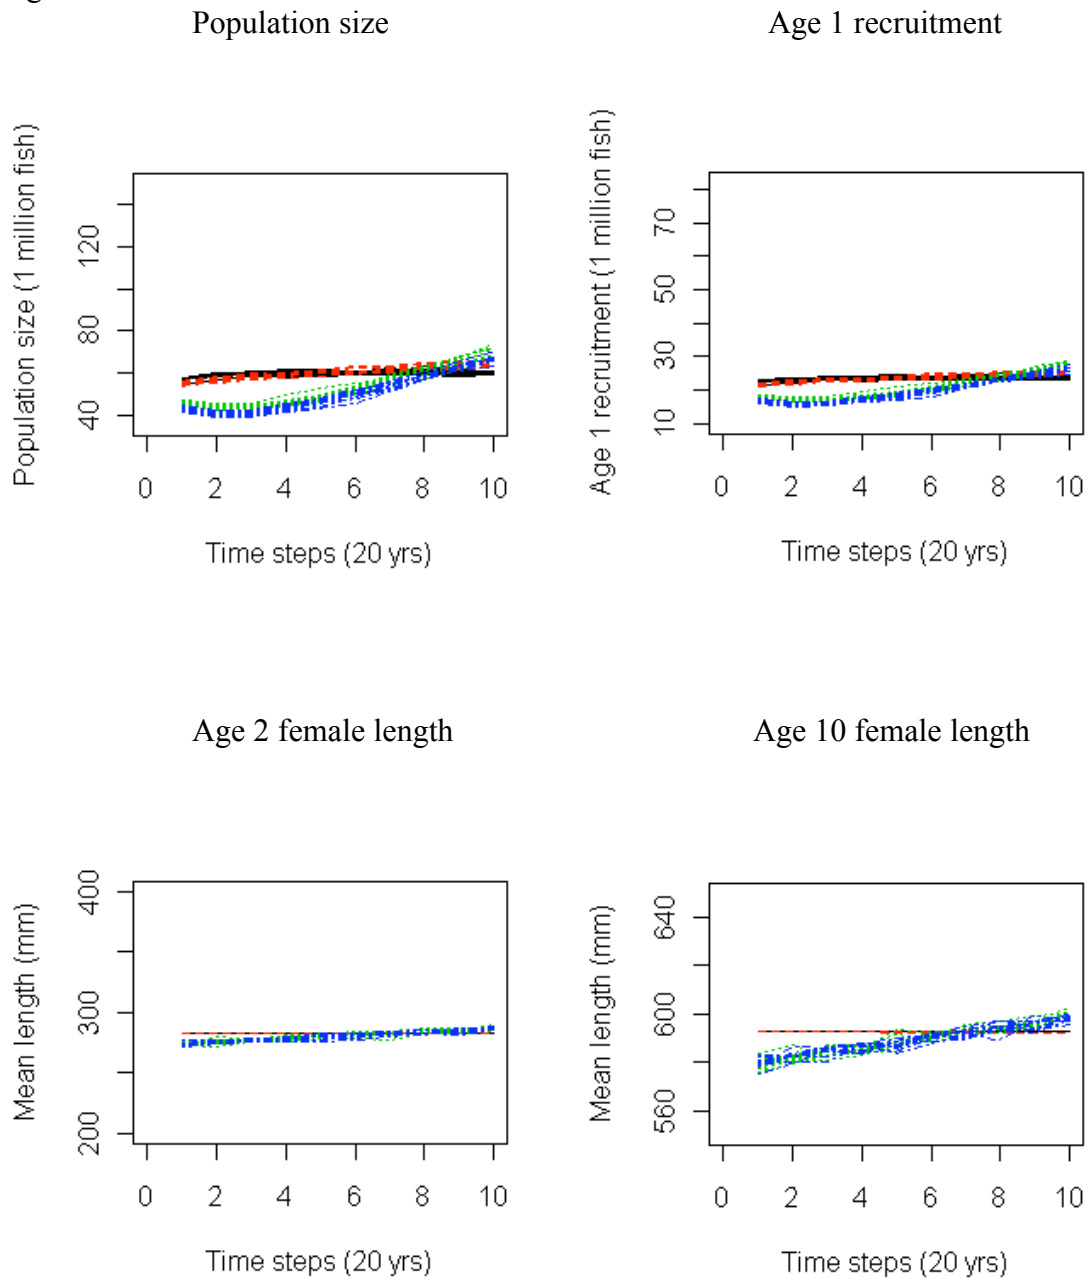 Population size
Age 1 recruitment
Population size (1 million fish)
120
80
40
0 2 4 6 8 10
Time steps (20 yrs)
Age 1 recruitment (1 million fish)
70
50
30
10
0 2 4 6 8 10
Time steps (20 yrs)
Age 2 female length
Age 10 female length
Mean length (mm)
400
300
200
0 2 4 6 8 10
Time steps (20 yrs)
Mean length (mm)
640
600
560
0 2 4 6 8 10
Time steps (20 yrs)